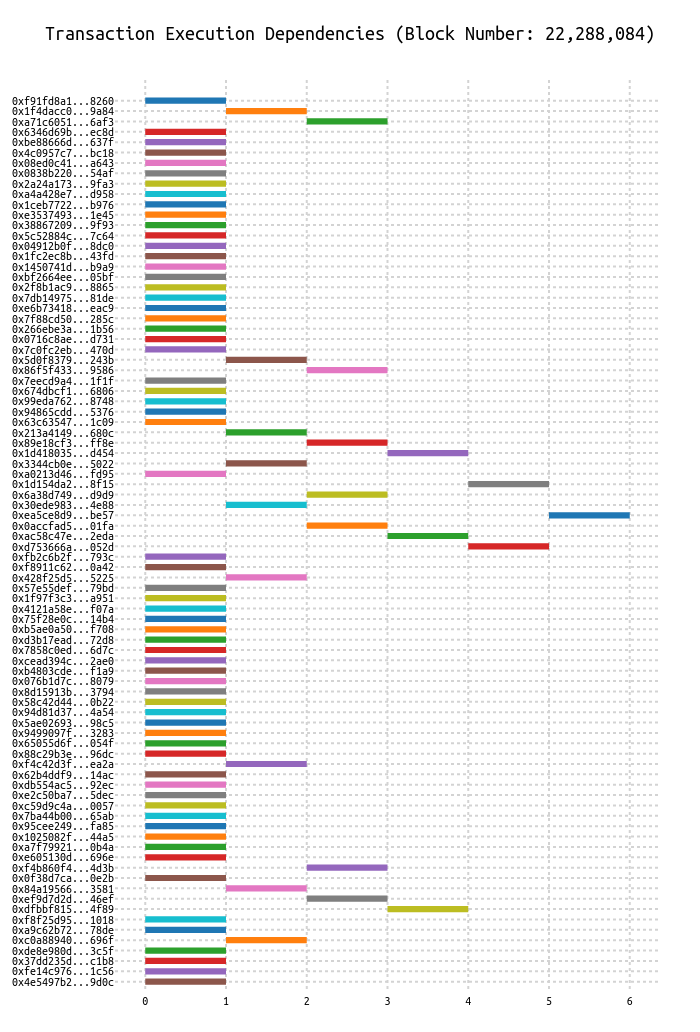 Transaction Execution Dependencies (Block Number: 22,288,084)
0xf91fd8a1...8260
0x1f4dacc0...9a84
0xa71c6051...6af3
0x6346d69b...ec8d
0xbe88666d...637f
0x4c0957c7...bc18
0x08ed0c41...a643
0x0838b220...54af
0x2a24a173...9fa3
0xa4a428e7...d958
0x1ceb7722...b976
0xe3537493...1e45
0x38867209...9f93
0x5c52884c...7c64
0x04912b0f...8dc0
0x1fc2ec8b...43fd
0x1450741d...b9a9
0xbf2664ee...05bf
0x2f8b1ac9...8865
0x7db14975...81de
0xe6b73418...eac9
0x7f88cd50...285c
0x266ebe3a...1b56
0x0716c8ae...d731
0x7c0fc2eb...470d
0x5d0f8379...243b
0x86f5f433...9586
0x7eecd9a4...1f1f
0x674dbcf1...6806
0x99eda762...8748
0x94865cdd...5376
0x63c63547...1c09
0x213a4149...680c
0x89e18cf3...ff8e
0x1d418035...d454
0x3344cb0e...5022
0xa0213d46...fd95
0x1d154da2...8f15
0x6a38d749...d9d9
0x30ede983...4e88
0xea5ce8d9...be57
0x0accfad5...01fa
0xac58c47e...2eda
0xd753666a...052d
0xfb2c6b2f...793c
0xf8911c62...0a42
0x428f25d5...5225
0x57e55def...79bd
0x1f97f3c3...a951
0x4121a58e...f07a
0x75f28e0c...14b4
0xb5ae0a50...f708
0xd3b17ead...72d8
0x7858c0ed...6d7c
0xcead394c...2ae0
0xb4803cde...f1a9
0x076b1d7c...8079
0x8d15913b...3794
0x58c42d44...0b22
0x94d81d37...4a54
0x5ae02693...98c5
0x9499097f...3283
0x65055d6f...054f
0x88c29b3e...96dc
0xf4c42d3f...ea2a
0x62b4ddf9...14ac
0xdb554ac5...92ec
0xe2c50ba7...5dec
0xc59d9c4a...0057
0x7ba44b00...65ab
0x95cee249...fa85
0x1025082f...44a5
0xa7f79921...0b4a
0xe605130d...696e
0xf4b860f4...4d3b
0x0f38d7ca...0e2b
0x84a19566...3581
0xef9d7d2d...46ef
0xdfbbf815...4f89
0xf8f25d95...1018
0xa9c62b72...78de
0xc0a88940...696f
0xde8e980d...3c5f
0x37dd235d...c1b8
0xfe14c976...1c56
0x4e5497b2...9d0c
0 1 2 3 4 5 6